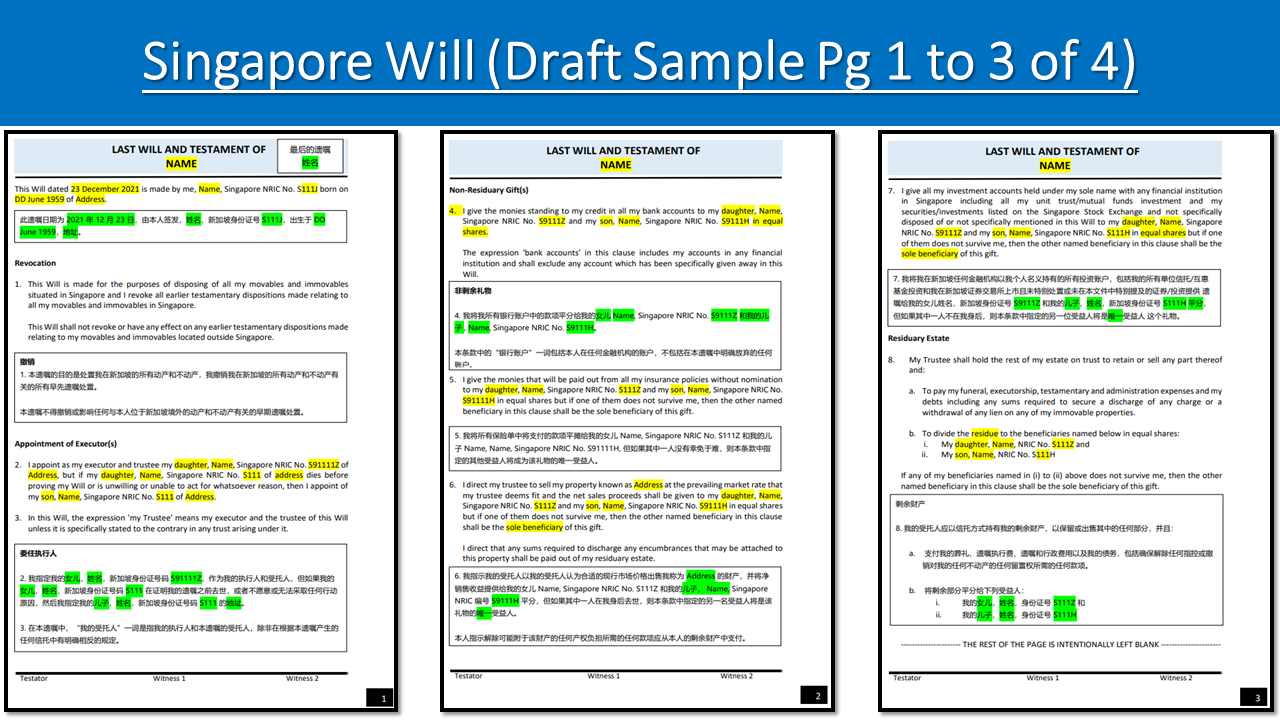 Singapore Will (Draft Sample Pg 1 to 3 of 4)
LAST WILL AND TESTAMENT OF
NAME
最后的遗嘱
姓名
This Will dated 23 December 2021 is made by me, Name, Singapore NRIC No. S111J born on
DD June 1959 of Address.
此遗嘱日期为 2021 年 12 月 23 日，由本人签发，姓名，新加坡身份证号 S111J，出生于 DD
June 1959，地址。
Revocation
1. This Will is made for the purposes of disposing of all my movables and immovables
situated in Singapore and I revoke all earlier testamentary dispositions made relating to
all my movables and immovables in Singapore.
This Will shall not revoke or have any effect on any earlier testamentary dispositions made
relating to my movables and immovables located outside Singapore.
撤销
1. 本遗嘱的目的是处置我在新加坡的所有动产和不动产，我撤销我在新加坡的所有动产和不动产有
关的所有早先遗嘱处置。
本遗嘱不得撤销或影响任何与本人位于新加坡境外的动产和不动产有关的早期遗嘱处置。
Appointment of Executor(s)
2. I appoint as my executor and trustee my daughter, Name, Singapore NRIC No. S91111Z of
Address, but if my daughter, Name, Singapore NRIC No. S111 of address dies before
proving my Will or is unwilling or unable to act for whatsoever reason, then I appoint of
my son, Name, Singapore NRIC No. S111 of Address.
3. In this Will, the expression 'my Trustee' means my executor and the trustee of this Will
unless it is specifically stated to the contrary in any trust arising under it.
委任执行人
2. 我指定我的女儿，姓名，新加坡身份证号码 S91111Z，作为我的执行人和受托人，但如果我的
女儿，姓名，新加坡身份证号码 S111 在证明我的遗嘱之前去世，或者不愿意或无法采取任何行动
原因，然后我指定我的儿子，姓名，新加坡身份证号码 S111 的地址。
3. 在本遗嘱中，“我的受托人”一词是指我的执行人和本遗嘱的受托人，除非在根据本遗嘱产生的
任何信托中有明确相反的规定。
Testator Witness 1 Witness 2
1
LAST WILL AND TESTAMENT OF
NAME
Non-Residuary Gift(s)
4. I give the monies standing to my credit in all my bank accounts to my daughter, Name,
Singapore NRIC No. S9111Z and my son, Name, Singapore NRIC No. S9111H in equal
shares.
The expression 'bank accounts' in this clause includes my accounts in any financial
institution and shall exclude any account which has been specifically given away in this
Will.
非剩余礼物
4. 我将我所有银行账户中的款项平分给我的女儿 Name, Singapore NRIC No. S9111Z 和我的儿
子, Name, Singapore NRIC No. S9111H。
本条款中的“银行账户”一词包括本人在任何金融机构的账户，不包括在本遗嘱中明确放弃的任何
账户。
5. I give the monies that will be paid out from all my insurance policies without nomination
to my daughter, Name, Singapore NRIC No. S111Z and my son, Name, Singapore NRIC No.
S91111H in equal shares but if one of them does not survive me, then the other named
beneficiary in this clause shall be the sole beneficiary of this gift.
5. 我将所有保险单中将支付的款项平摊给我的女儿 Name, Singapore NRIC No. S111Z 和我的儿
子 Name, Name, Singapore NRIC No. S91111H, 但如果其中一人没有幸免于难，则本条款中指
定的其他受益人将成为该礼物的唯一受益人。
6. I direct my trustee to sell my property known as Address at the prevailing market rate that
my trustee deems fit and the net sales proceeds shall be given to my daughter, Name,
Singapore NRIC No. S111Z and my son, Name, Singapore NRIC No. S9111H in equal shares
but if one of them does not survive me, then the other named beneficiary in this clause
shall be the sole beneficiary of this gift.
I direct that any sums required to discharge any encumbrances that may be attached to
this property shall be paid out of my residuary estate.
6. 我指示我的受托人以我的受托人认为合适的现行市场价格出售我称为 Address 的财产，并将净
销售收益提供给我的女儿 Name, Singapore NRIC No. S111Z 和我的儿子， Name, Singapore
NRIC 编号 S9111H 平分，但如果其中一人在我身后去世，则本条款中指定的另一名受益人将是该
礼物的唯一受益人。
本人指示解除可能附于该财产的任何产权负担所需的任何款项应从本人的剩余财产中支付。
Testator Witness 1 Witness 2
2
LAST WILL AND TESTAMENT OF
NAME
7. I give all my investment accounts held under my sole name with any financial institution
in Singapore including all my unit trust/mutual funds investment and my
securities/investments listed on the Singapore Stock Exchange and not specifically
disposed of or not specifically mentioned in this Will to my daughter, Name, Singapore
NRIC No. S9111Z and my son, Name, Singapore NRIC No. S111H in equal shares but if one
of them does not survive me, then the other named beneficiary in this clause shall be the
sole beneficiary of this gift.
7. 我将我在新加坡任何金融机构以我个人名义持有的所有投资账户，包括我的所有单位信托/互惠
基金投资和我在新加坡证券交易所上市且未特别处置或未在本文件中特别提及的证券/投资提供 遗
嘱给我的女儿姓名，新加坡身份证号 S9111Z 和我的儿子，姓名，新加坡身份证号 S111H 平分，
但如果其中一人不在我身后，则本条款中指定的另一位受益人将是唯一受益人 这个礼物。
Residuary Estate
8. My Trustee shall hold the rest of my estate on trust to retain or sell any part thereof
and:
a. To pay my funeral, executorship, testamentary and administration expenses and my
debts including any sums required to secure a discharge of any charge or a
withdrawal of any lien on any of my immovable properties.
b. To divide the residue to the beneficiaries named below in equal shares:
i. My daughter, Name, NRIC No. S111Z and
ii. My son, Name, NRIC No. S111H
If any of my beneficiaries named in (i) to (ii) above does not survive me, then the other
named beneficiary in this clause shall be the sole beneficiary of this gift.
剩余财产
8. 我的受托人应以信托方式持有我的剩余财产，以保留或出售其中的任何部分，并且:
a. 支付我的葬礼、遗嘱执行费、遗嘱和行政费用以及我的债务，包括确保解除任何指控或撤
销对我的任何不动产的任何留置权所需的任何款项。
b. 将剩余部分平分给下列受益人:
i. 我的女儿，姓名，身份证号 S111Z 和
ii. 我的儿子，姓名，身份证号 S111H
---------------------- THE REST OF THE PAGE IS INTENTIONALLY LEFT BLANK ----------------------
Testator Witness 1 Witness 2
3